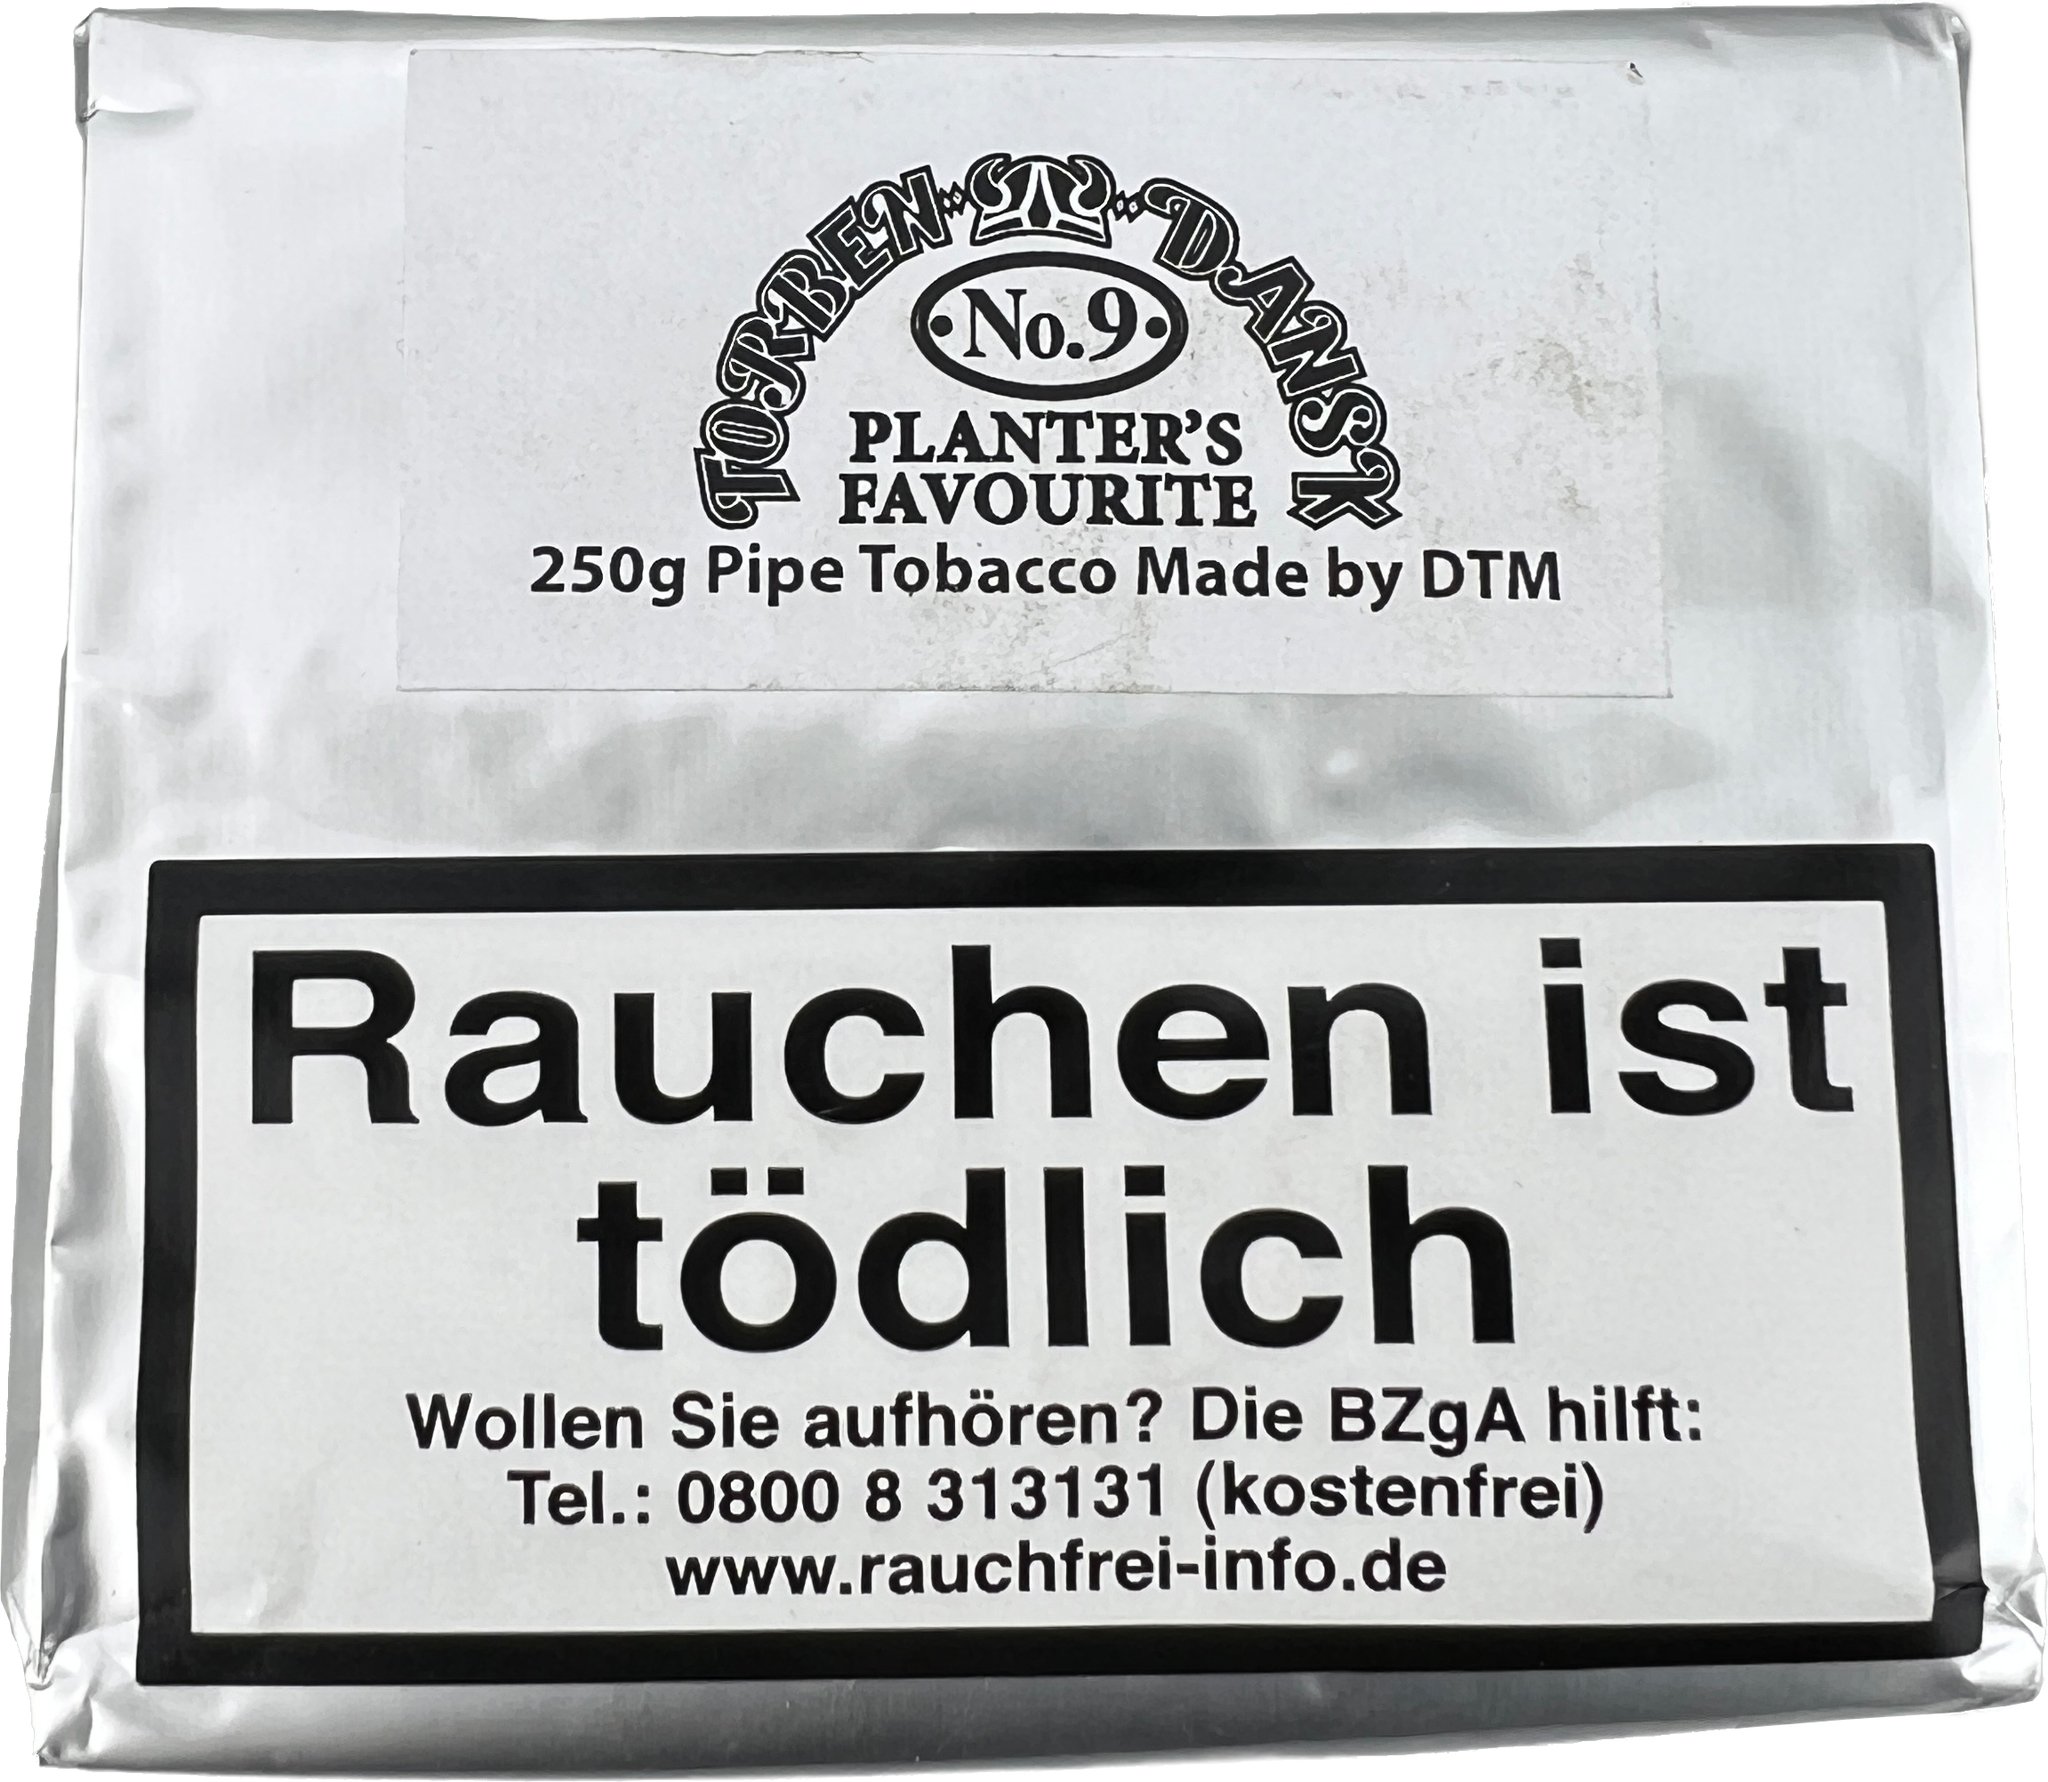 TORBEN DANSK
No.9
PLANTER'S
FAVOURITE
250g Pipe Tobacco Made by DTM
Rauchen ist
tödlich
Wollen Sie aufhören? Die BZgA hilft:
Tel.: 0800 8 313131 (kostenfrei)
www.rauchfrei-info.de